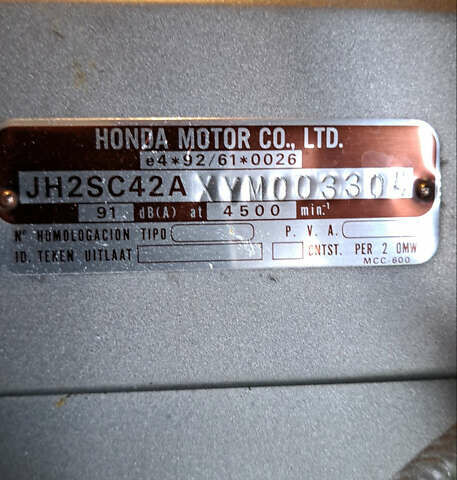 HONDA MOTOR CO., LTD.
e4*92/61*0026
JH2SC42A XYM003304
91 dB(A) at 4500 min.⁻¹
Nº HOMOLOGACION TIPO P. V. A.
ID. TEKEN UITLAAT CNTST. PER 2 OMW
MCC-600